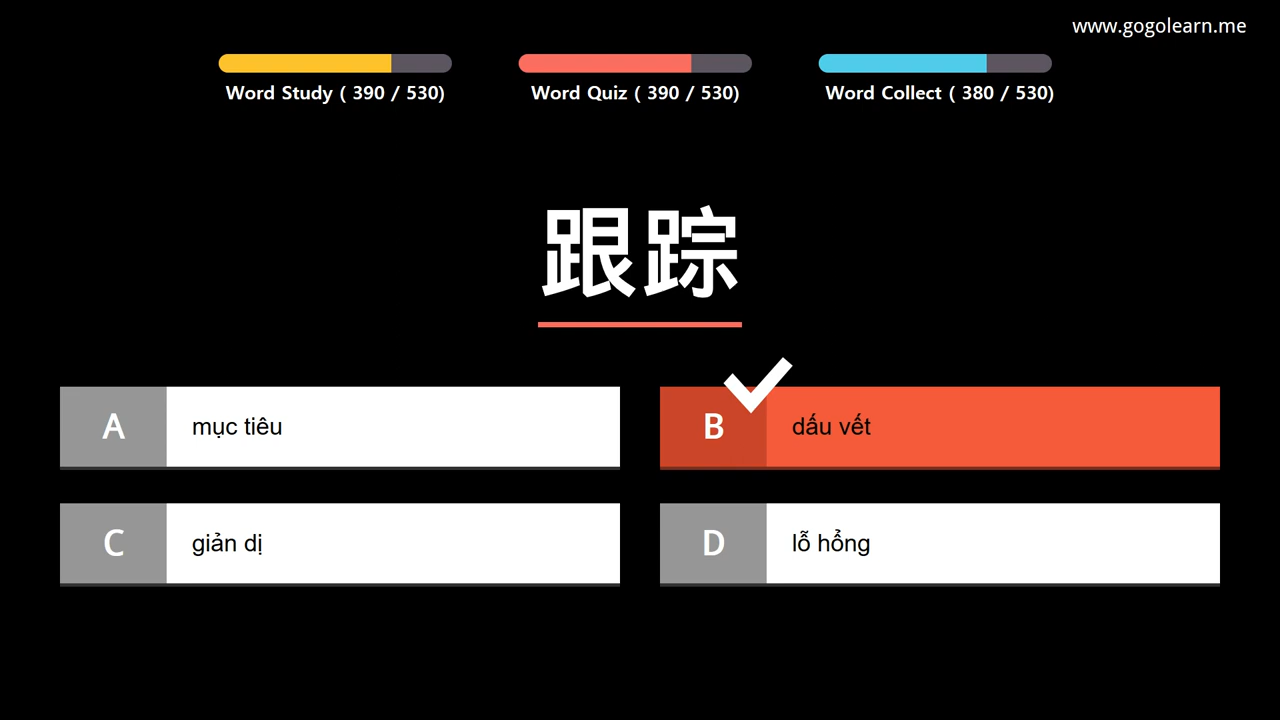 www.gogolearn.me
Word Study ( 390 / 530)
Word Quiz ( 390 / 530)
Word Collect ( 380 / 530)
跟踪
A mục tiêu
B dấu vết
C giản dị
D lỗ hổng